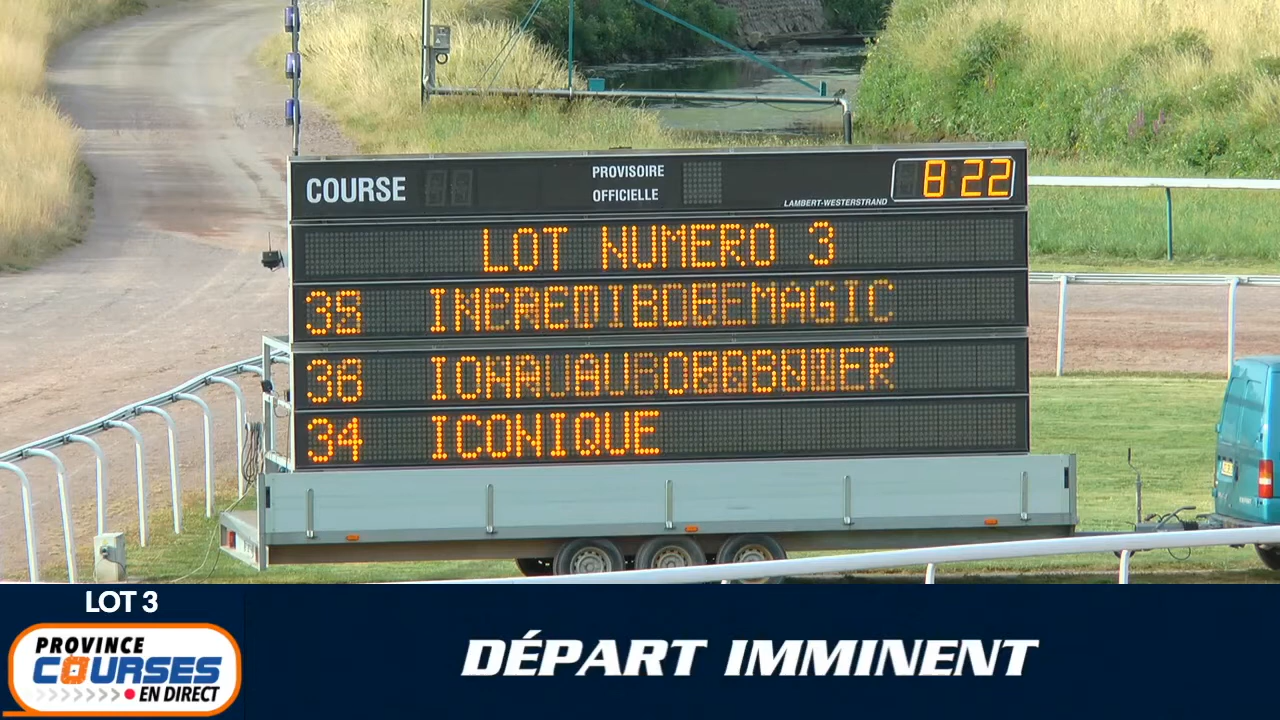 COURSE
PROVISOIRE
OFFICIELLE
LAMBERT-WESTERSTRAND
8 22
LOT NUMERO 3
36
34 ICONIQUE
LOT 3
PROVINCE
COURSES
EN DIRECT
DÉPART IMMINENT